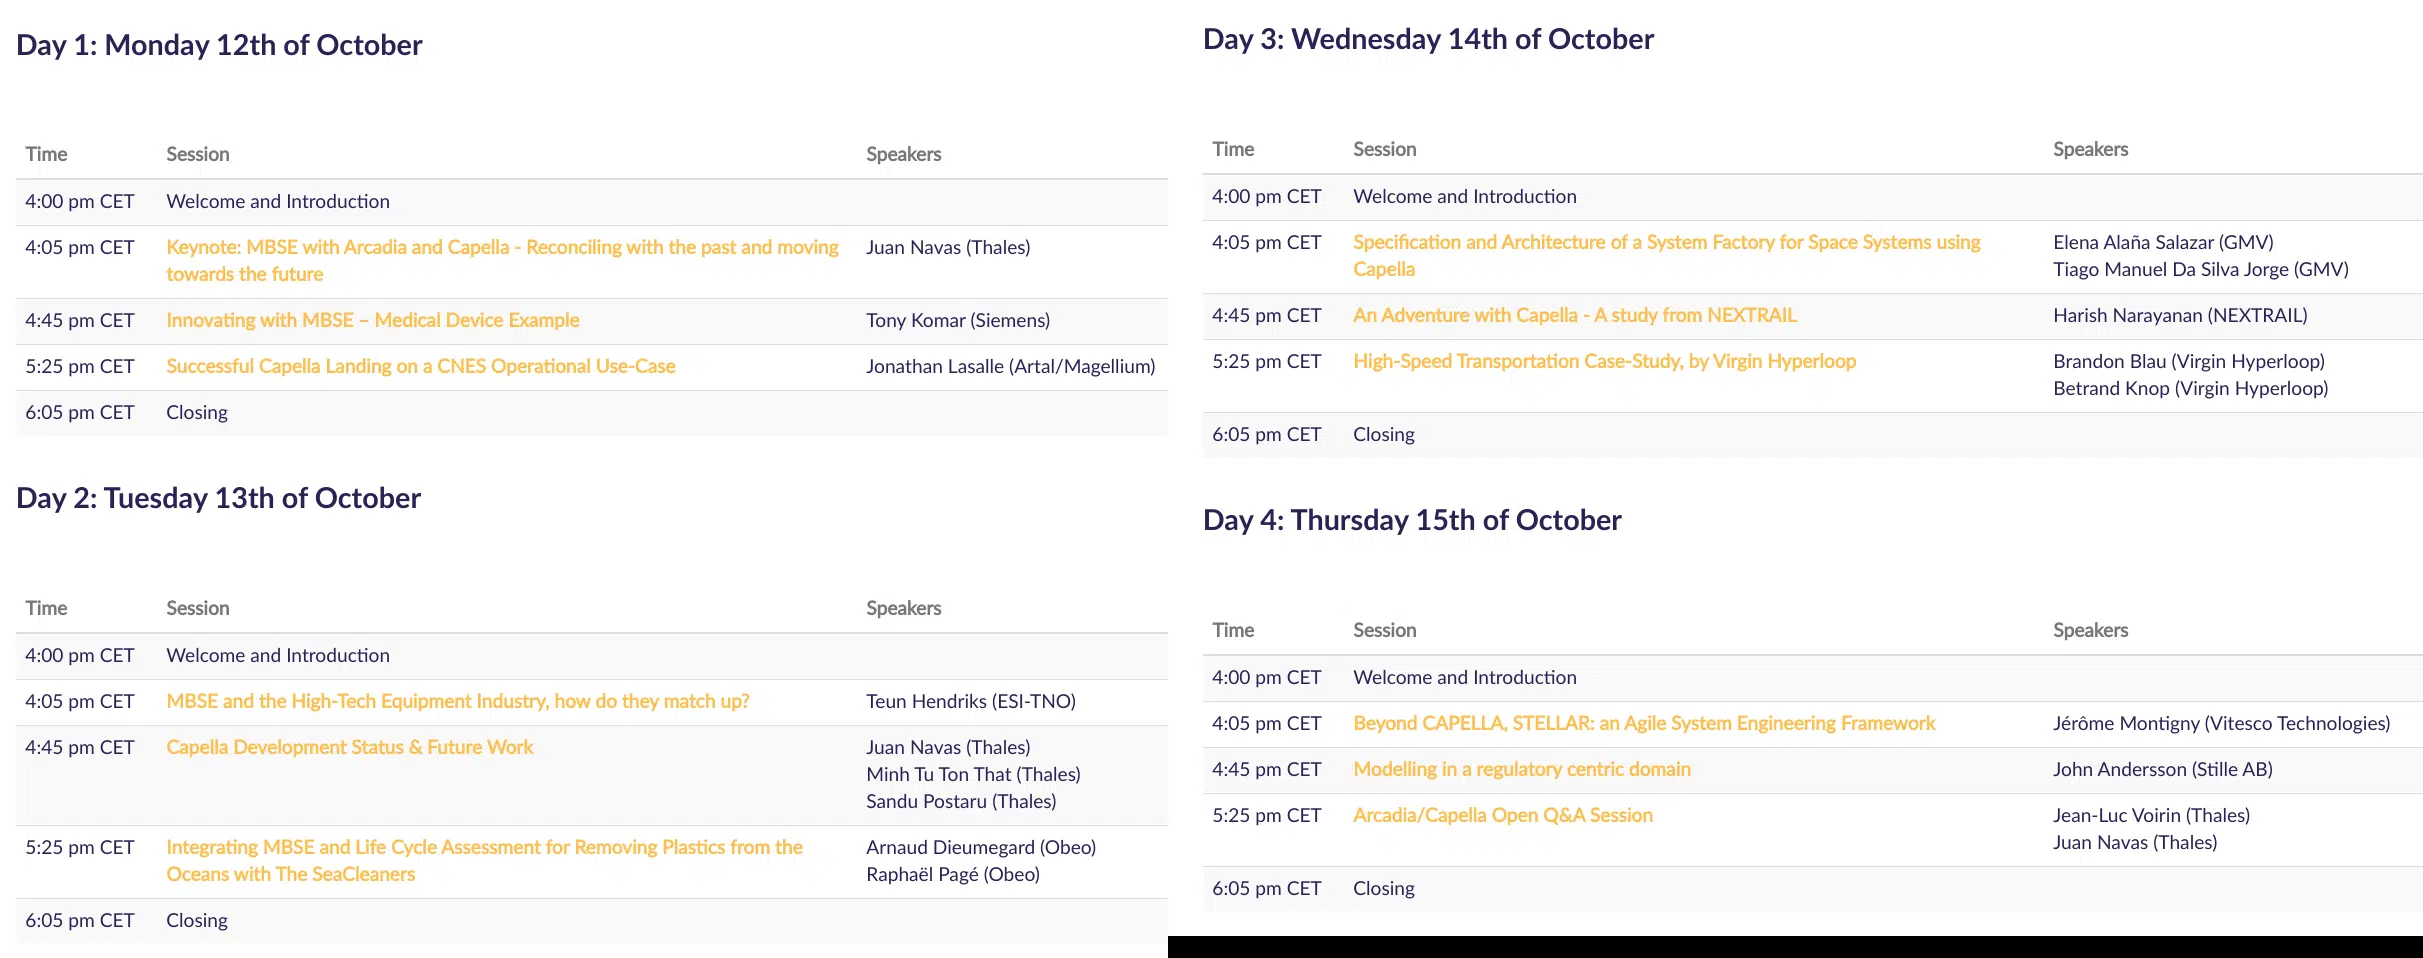 Day 1: Monday 12th of October
Time Session Speakers
4:00 pm CET Welcome and Introduction
4:05 pm CET Keynote: MBSE with Arcadia and Capella - Reconciling with the past and moving Juan Navas (Thales)
towards the future
4:45 pm CET Innovating with MBSE – Medical Device Example Tony Komar (Siemens)
5:25 pm CET Successful Capella Landing on a CNES Operational Use-Case Jonathan Lasalle (Artal/Magellium)
6:05 pm CET Closing
Day 2: Tuesday 13th of October
Time Session Speakers
4:00 pm CET Welcome and Introduction
4:05 pm CET MBSE and the High-Tech Equipment Industry, how do they match up? Teun Hendriks (ESI-TNO)
4:45 pm CET Capella Development Status & Future Work Juan Navas (Thales)
Minh Tu Ton That (Thales)
Sandu Postaru (Thales)
5:25 pm CET Integrating MBSE and Life Cycle Assessment for Removing Plastics from the Arnaud Dieumegard (Obeo)
Oceans with The SeaCleaners Raphaël Pagé (Obeo)
6:05 pm CET Closing
Day 3: Wednesday 14th of October
Time Session Speakers
4:00 pm CET Welcome and Introduction
4:05 pm CET Specification and Architecture of a System Factory for Space Systems using Elena Alaña Salazar (GMV)
Capella Tiago Manuel Da Silva Jorge (GMV)
4:45 pm CET An Adventure with Capella - A study from NEXTRAIL Harish Narayanan (NEXTRAIL)
5:25 pm CET High-Speed Transportation Case-Study, by Virgin Hyperloop Brandon Blau (Virgin Hyperloop)
Betrand Knop (Virgin Hyperloop)
6:05 pm CET Closing
Day 4: Thursday 15th of October
Time Session Speakers
4:00 pm CET Welcome and Introduction
4:05 pm CET Beyond CAPELLA, STELLAR: an Agile System Engineering Framework Jérôme Montigny (Vitesco Technologies)
4:45 pm CET Modelling in a regulatory centric domain John Andersson (Stille AB)
5:25 pm CET Arcadia/Capella Open Q&A Session Jean-Luc Voirin (Thales)
Juan Navas (Thales)
6:05 pm CET Closing